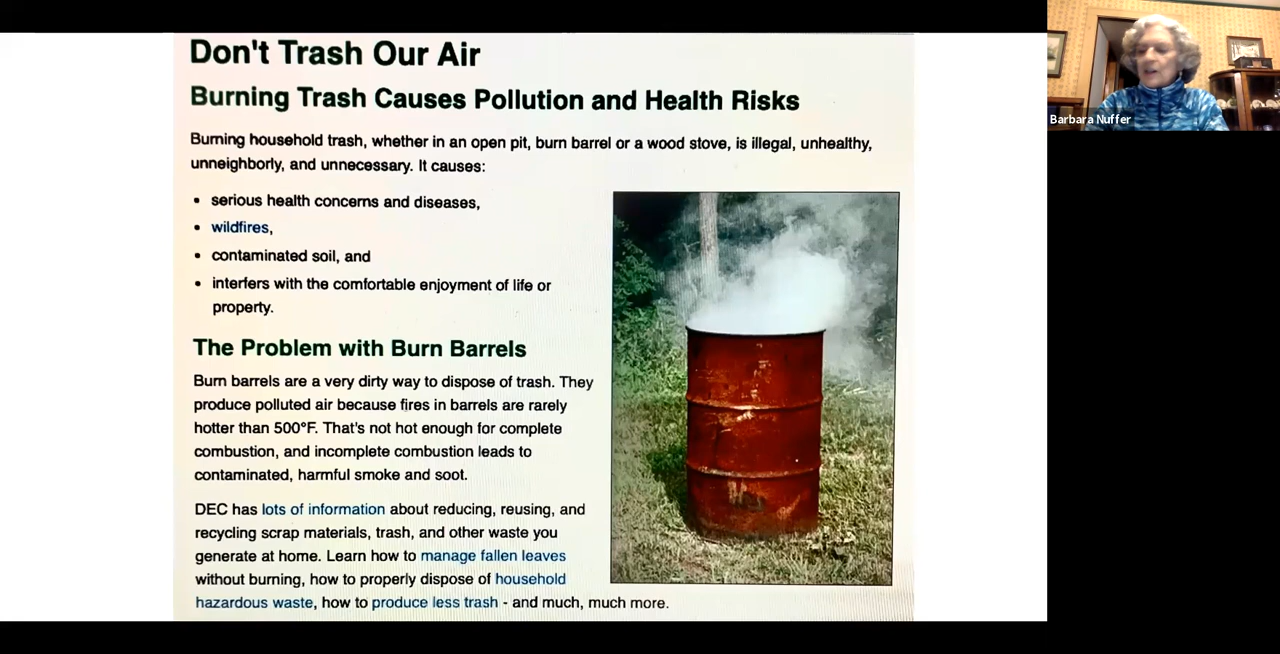 Don't Trash Our Air
Burning Trash Causes Pollution and Health Risks
Burning household trash, whether in an open pit, burn barrel or a wood stove, is illegal, unhealthy,
unneighborly, and unnecessary. It causes:
• serious health concerns and diseases,
• wildfires,
• contaminated soil, and
• interfers with the comfortable enjoyment of life or
property.
The Problem with Burn Barrels
Burn barrels are a very dirty way to dispose of trash. They
produce polluted air because fires in barrels are rarely
hotter than 500°F. That's not hot enough for complete
combustion, and incomplete combustion leads to
contaminated, harmful smoke and soot.
DEC has lots of information about reducing, reusing, and
recycling scrap materials, trash, and other waste you
generate at home. Learn how to manage fallen leaves
without burning, how to properly dispose of household
hazardous waste, how to produce less trash - and much, much more.
Barbara Nuffer